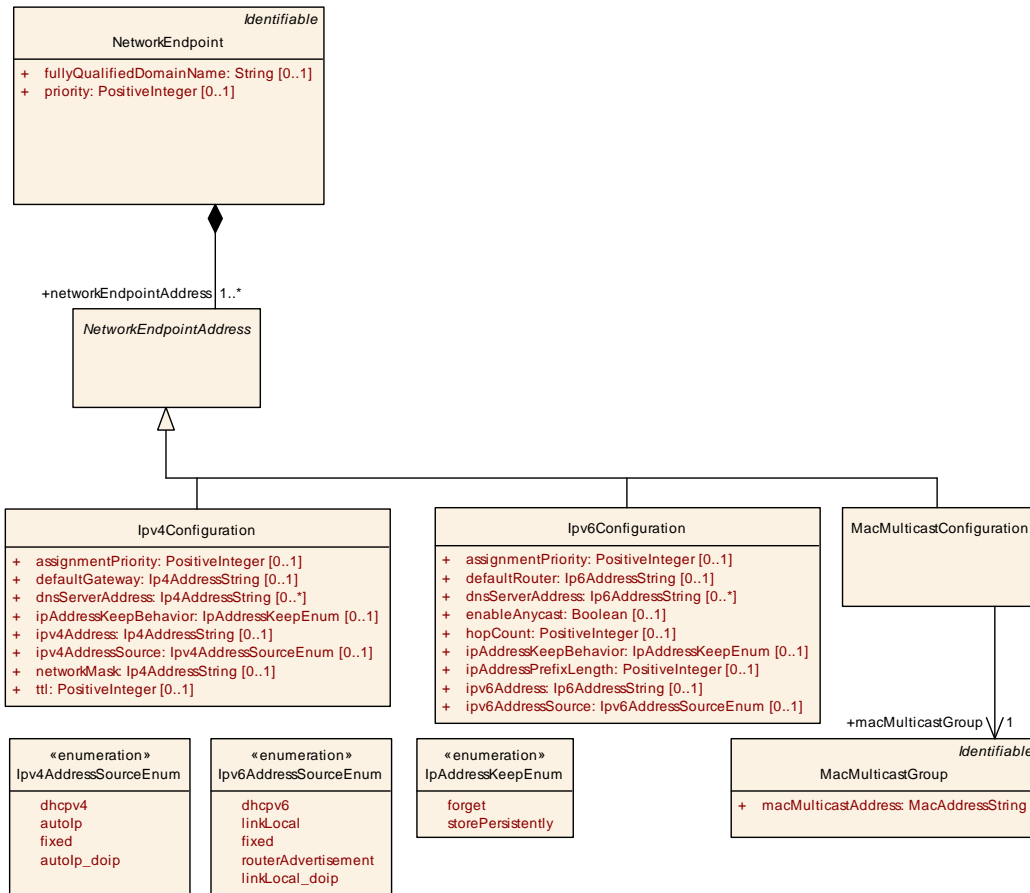 Identifiable
NetworkEndpoint
+ fullyQualifiedDomainName: String [0..1]
+ priority: PositiveInteger [0..1]
+networkEndpointAddress 1..*
NetworkEndpointAddress
Ipv4Configuration
+ assignmentPriority: PositiveInteger [0..1]
+ defaultGateway: Ip4AddressString [0..1]
+ dnsServerAddress: Ip4AddressString [0..*]
+ ipAddressKeepBehavior: IpAddressKeepEnum [0..1]
+ ipv4Address: Ip4AddressString [0..1]
+ ipv4AddressSource: Ipv4AddressSourceEnum [0..1]
+ networkMask: Ip4AddressString [0..1]
+ ttl: PositiveInteger [0..1]
Ipv6Configuration
+ assignmentPriority: PositiveInteger [0..1]
+ defaultRouter: Ip6AddressString [0..1]
+ dnsServerAddress: Ip6AddressString [0..*]
+ enableAnycast: Boolean [0..1]
+ hopCount: PositiveInteger [0..1]
+ ipAddressKeepBehavior: IpAddressKeepEnum [0..1]
+ ipAddressPrefixLength: PositiveInteger [0..1]
+ ipv6Address: Ip6AddressString [0..1]
+ ipv6AddressSource: Ipv6AddressSourceEnum [0..1]
MacMulticastConfiguration
+macMulticastGroup 1
«enumeration»
Ipv4AddressSourceEnum
dhcpv4
autoIp
fixed
autoIp_doip
«enumeration»
Ipv6AddressSourceEnum
dhcpv6
linkLocal
fixed
routerAdvertisement
linkLocal_doip
«enumeration»
IpAddressKeepEnum
forget
storePersistently
Identifiable
MacMulticastGroup
+ macMulticastAddress: MacAddressString